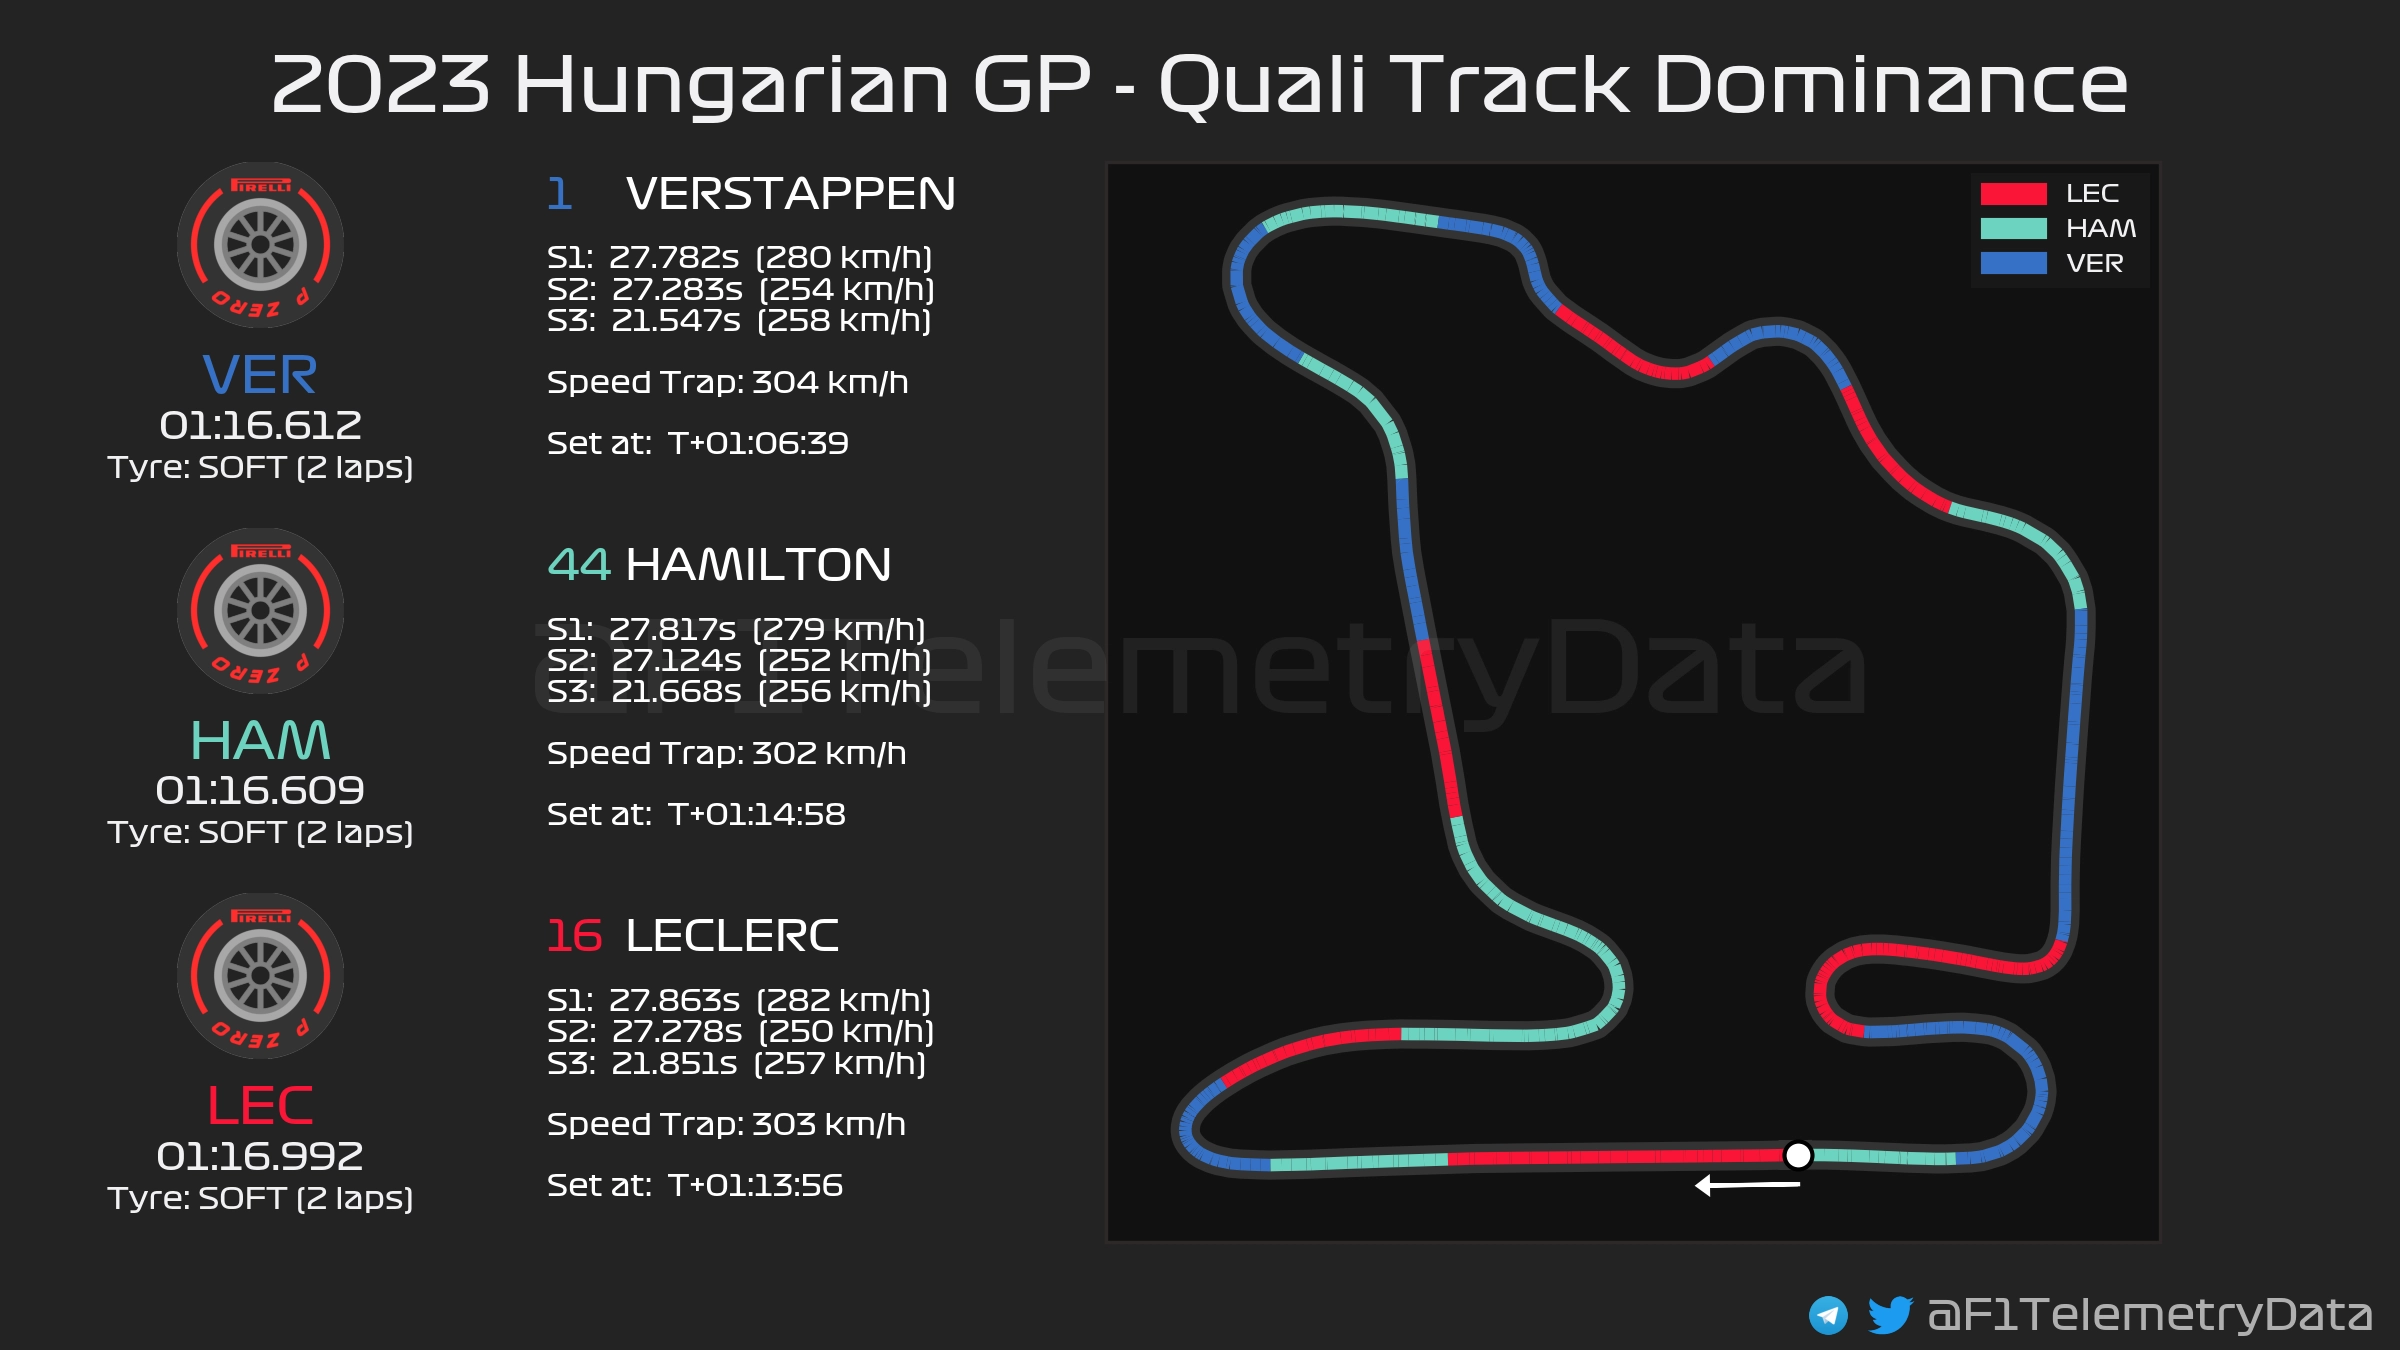 2023 Hungarian GP - Quali Track Dominance
PIRELLI
P ZERO
VER
01:16.612
Tyre: SOFT (2 laps)
1 VERSTAPPEN
S1: 27.782s (280 km/h)
S2: 27.283s (254 km/h)
S3: 21.547s (258 km/h)
Speed Trap: 304 km/h
Set at: T+01:06:39
PIRELLI
P ZERO
HAM
01:16.609
Tyre: SOFT (2 laps)
44 HAMILTON
S1: 27.817s (279 km/h)
S2: 27.124s (252 km/h)
S3: 21.668s (256 km/h)
Speed Trap: 302 km/h
Set at: T+01:14:58
PIRELLI
P ZERO
LEC
01:16.992
Tyre: SOFT (2 laps)
16 LECLERC
S1: 27.863s (282 km/h)
S2: 27.278s (250 km/h)
S3: 21.851s (257 km/h)
Speed Trap: 303 km/h
Set at: T+01:13:56
LEC
HAM
VER
aF1TelemetryData
@F1TelemetryData